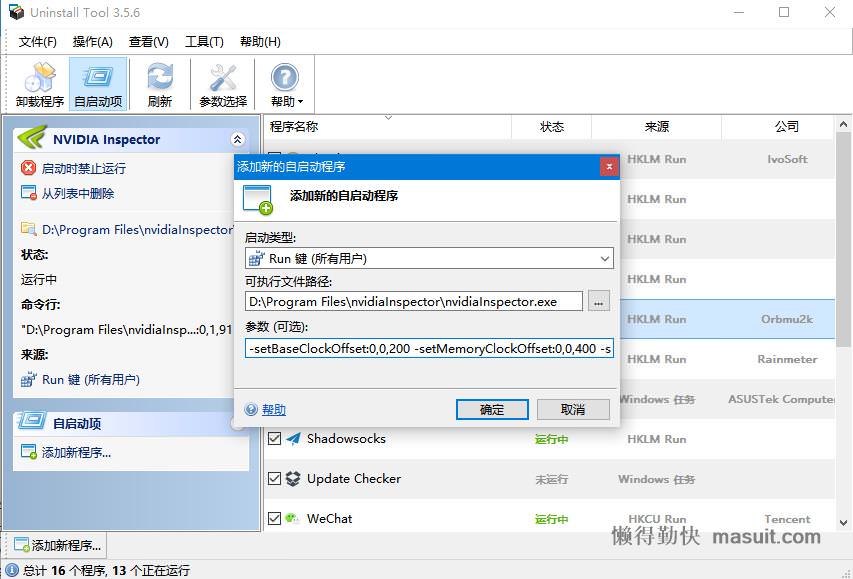 Uninstall Tool 3.5.6
文件(F) 操作(A) 查看(V) 工具(T) 帮助(H)
卸载程序 自启动项 刷新 参数选择 帮助
NVIDIA Inspector
启动时禁止运行
从列表中删除
D:\Program Files\nvidiaInspector
状态:
运行中
命令行:
"D:\Program Files\nvidiaInsp...:0,1,91
来源:
Run 键 (所有用户)
自启动项
添加新程序...
程序名称 状态 来源 公司
HKLM Run IvoSoft
HKLM Run
HKLM Run
HKLM Run
HKLM Run Orbmu2k
HKLM Run Rainmeter
Windows 任务 ASUSTek Computer
Shadowsocks 运行中 HKLM Run
Update Checker 未运行 Windows 任务
WeChat 运行中 HKCU Run Tencent
添加新的自启动程序
添加新的自启动程序
启动类型:
Run 键 (所有用户)
可执行文件路径:
D:\Program Files\nvidiaInspector\nvidiaInspector.exe
...
参数 (可选):
-setBaseClockOffset:0,0,200 -setMemoryClockOffset:0,0,400 -s
帮助 确定 取消
懒得勤快 masuit.com
添加新程序...
总计 16 个程序, 13 个正在运行